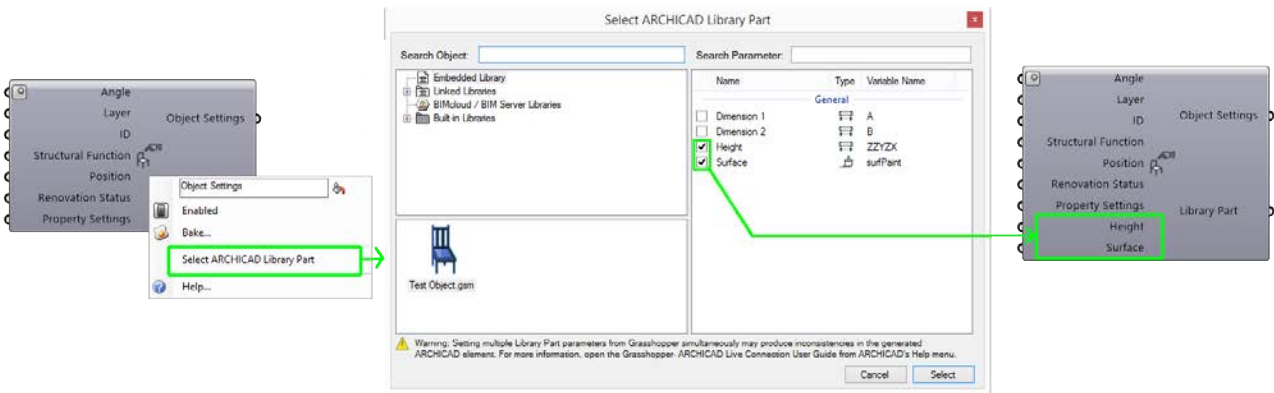 Angle
Layer
ID
Structural Function
Position
Renovation Status
Property Settings
Object Settings
Object Settings
Enabled
Bake...
Select ARCHICAD Library Part
Help...
Select ARCHICAD Library Part
x
Search Object:
Search Parameter:
Embedded Library
Linked Libraries
BIMcloud / BIM Server Libraries
Built-in Libraries
Test Object.gsm
Name Type Variable Name
General
Dimension 1 A
Dimension 2 B
Height ZZYZX
Surface surfPaint
Warning: Setting multiple Library Part parameters from Grasshopper simultaneously may produce inconsistencies in the generated
ARCHICAD element. For more information, open the Grasshopper-ARCHICAD Live Connection User Guide from ARCHICAD's Help menu.
Cancel Select
Angle
Layer
ID
Structural Function
Position
Renovation Status
Property Settings
Height
Surface
Object Settings
Library Part